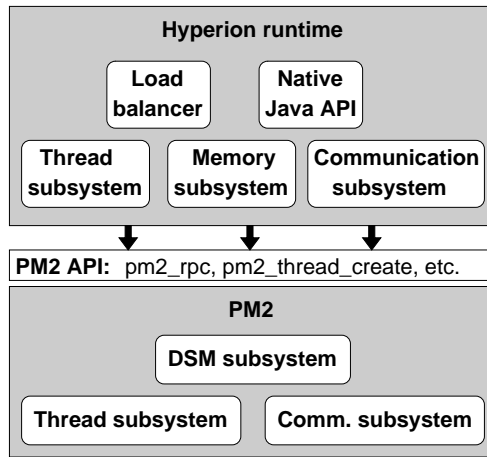 Hyperion runtime
Load balancer
Native Java API
Thread subsystem
Memory subsystem
Communication subsystem
PM2 API: pm2_rpc, pm2_thread_create, etc.
PM2
DSM subsystem
Thread subsystem
Comm. subsystem